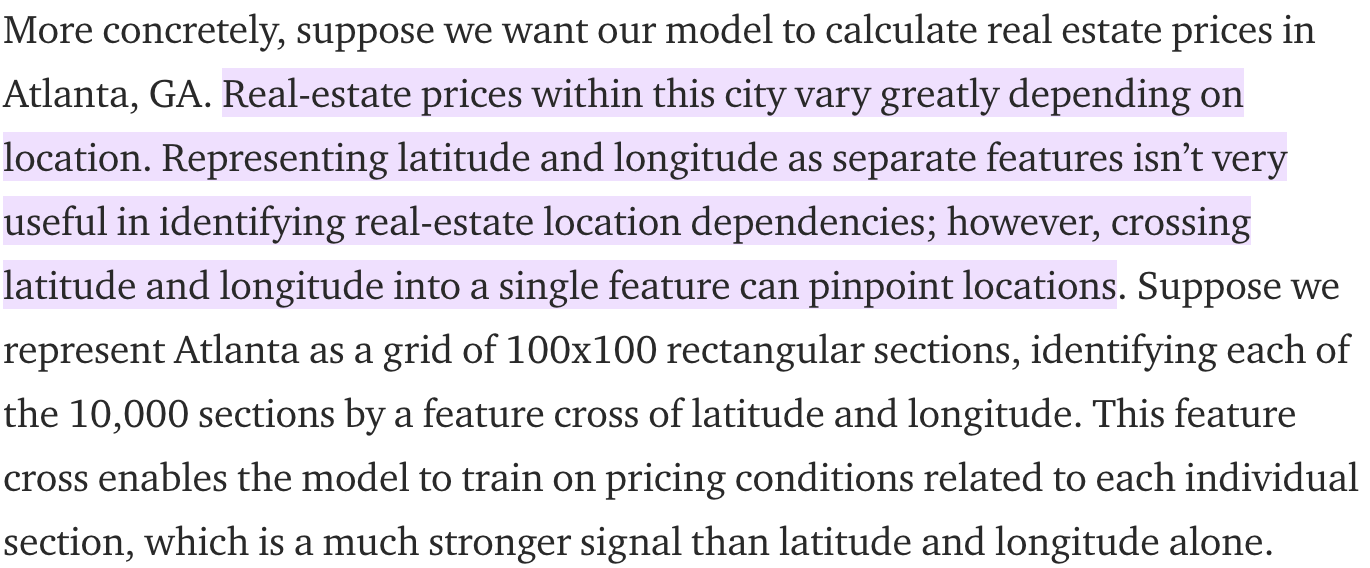 More concretely, suppose we want our model to calculate real estate prices in
Atlanta, GA. Real-estate prices within this city vary greatly depending on
location. Representing latitude and longitude as separate features isn’t very
useful in identifying real-estate location dependencies; however, crossing
latitude and longitude into a single feature can pinpoint locations. Suppose we
represent Atlanta as a grid of 100x100 rectangular sections, identifying each of
the 10,000 sections by a feature cross of latitude and longitude. This feature
cross enables the model to train on pricing conditions related to each individual
section, which is a much stronger signal than latitude and longitude alone.